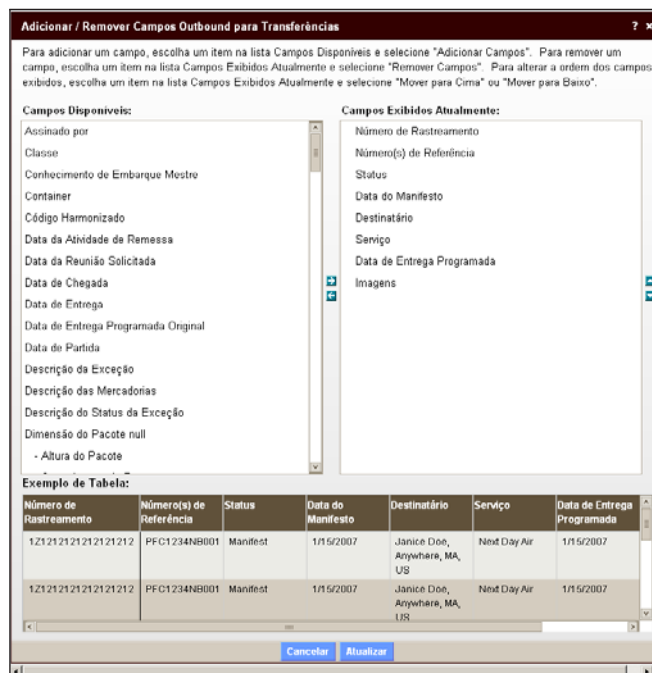 Adicionar / Remover Campos Outbound para Transferências ? x
Para adicionar um campo, escolha um item na lista Campos Disponíveis e selecione "Adicionar Campos". Para remover um
campo, escolha um item na lista Campos Exibidos Atualmente e selecione "Remover Campos". Para alterar a ordem dos campos
exibidos, escolha um item na lista Campos Exibidos Atualmente e selecione "Mover para Cima" ou "Mover para Baixo".
Campos Disponíveis:
Assinado por
Classe
Conhecimento de Embarque Mestre
Container
Código Harmonizado
Data da Atividade de Remessa
Data da Reunião Solicitada
Data de Chegada
Data de Entrega
Data de Entrega Programada Original
Data de Partida
Descrição da Exceção
Descrição das Mercadorias
Descrição do Status da Exceção
Dimensão do Pacote null
- Altura do Pacote
Campos Exibidos Atualmente:
Número de Rastreamento
Número(s) de Referência
Status
Data do Manifesto
Destinatário
Serviço
Data de Entrega Programada
Imagens
Exemplo de Tabela:
Número de Rastreamento Número(s) de Referência Status Data do Manifesto Destinatário Serviço Data de Entrega Programada
1Z1212121212121212 PFC1234NB001 Manifest 1/15/2007 Janice Doe, Anywhere, MA, US Next Day Air 1/15/2007
1Z1212121212121212 PFC1234NB001 Manifest 1/15/2007 Janice Doe, Anywhere, MA, US Next Day Air 1/15/2007
Cancelar Atualizar